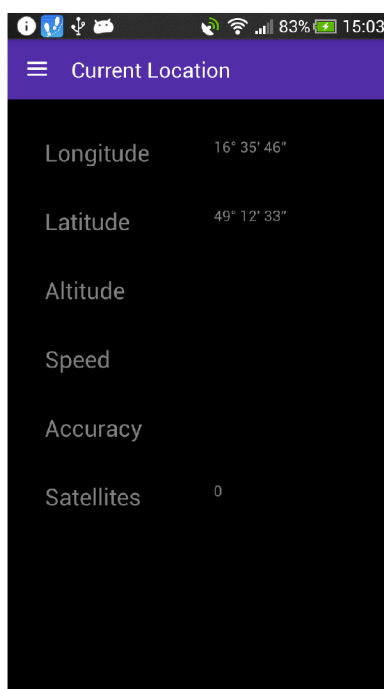 83% 15:03
Current Location
Longitude 16° 35' 46"
Latitude 49° 12' 33"
Altitude
Speed
Accuracy
Satellites 0